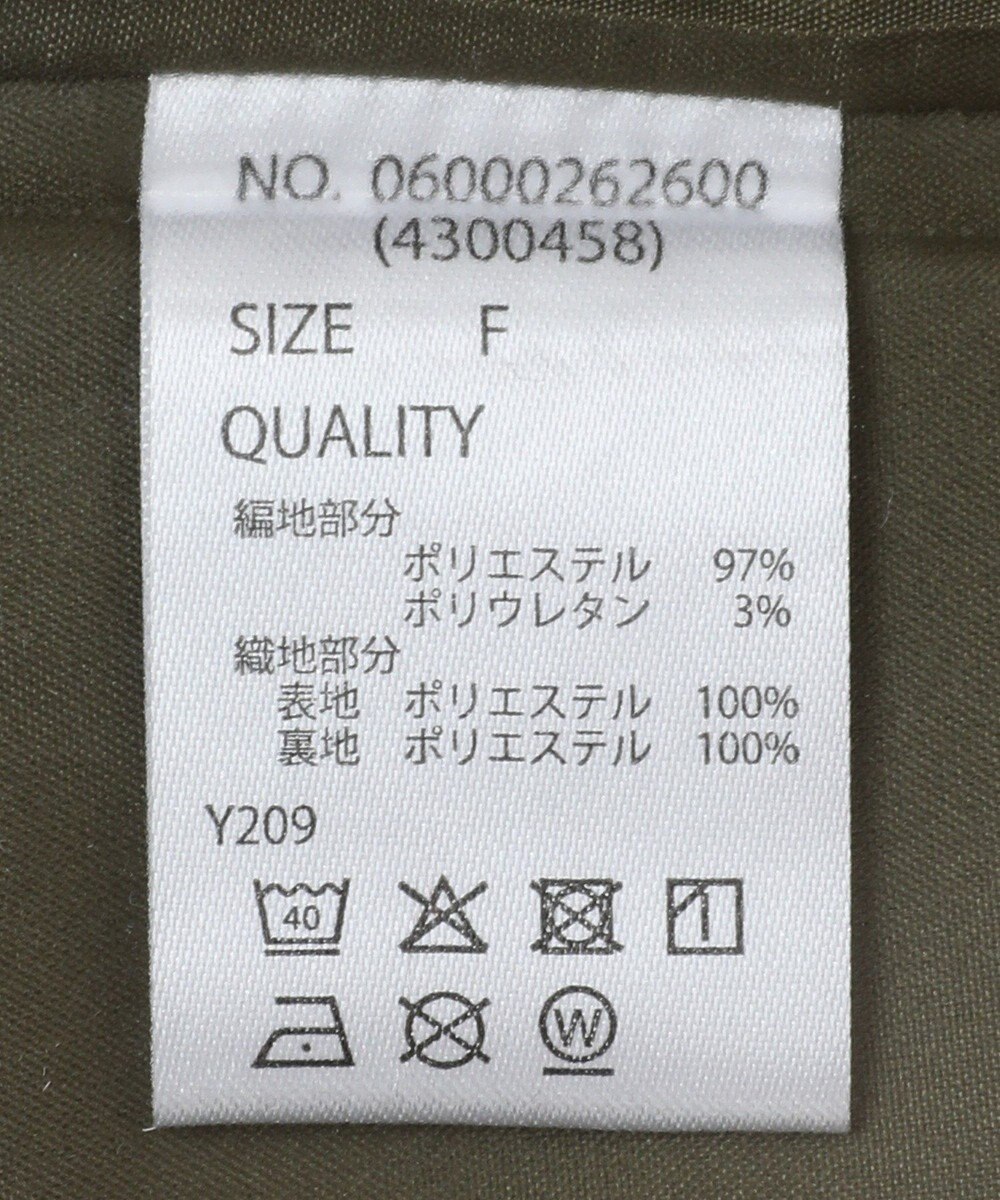 NO. 06000262600
(4300458)
SIZE F
QUALITY
編地部分
ポリエステル 97%
ポリウレタン 3%
織地部分
表地 ポリエステル 100%
裏地 ポリエステル 100%
Y209
40
W